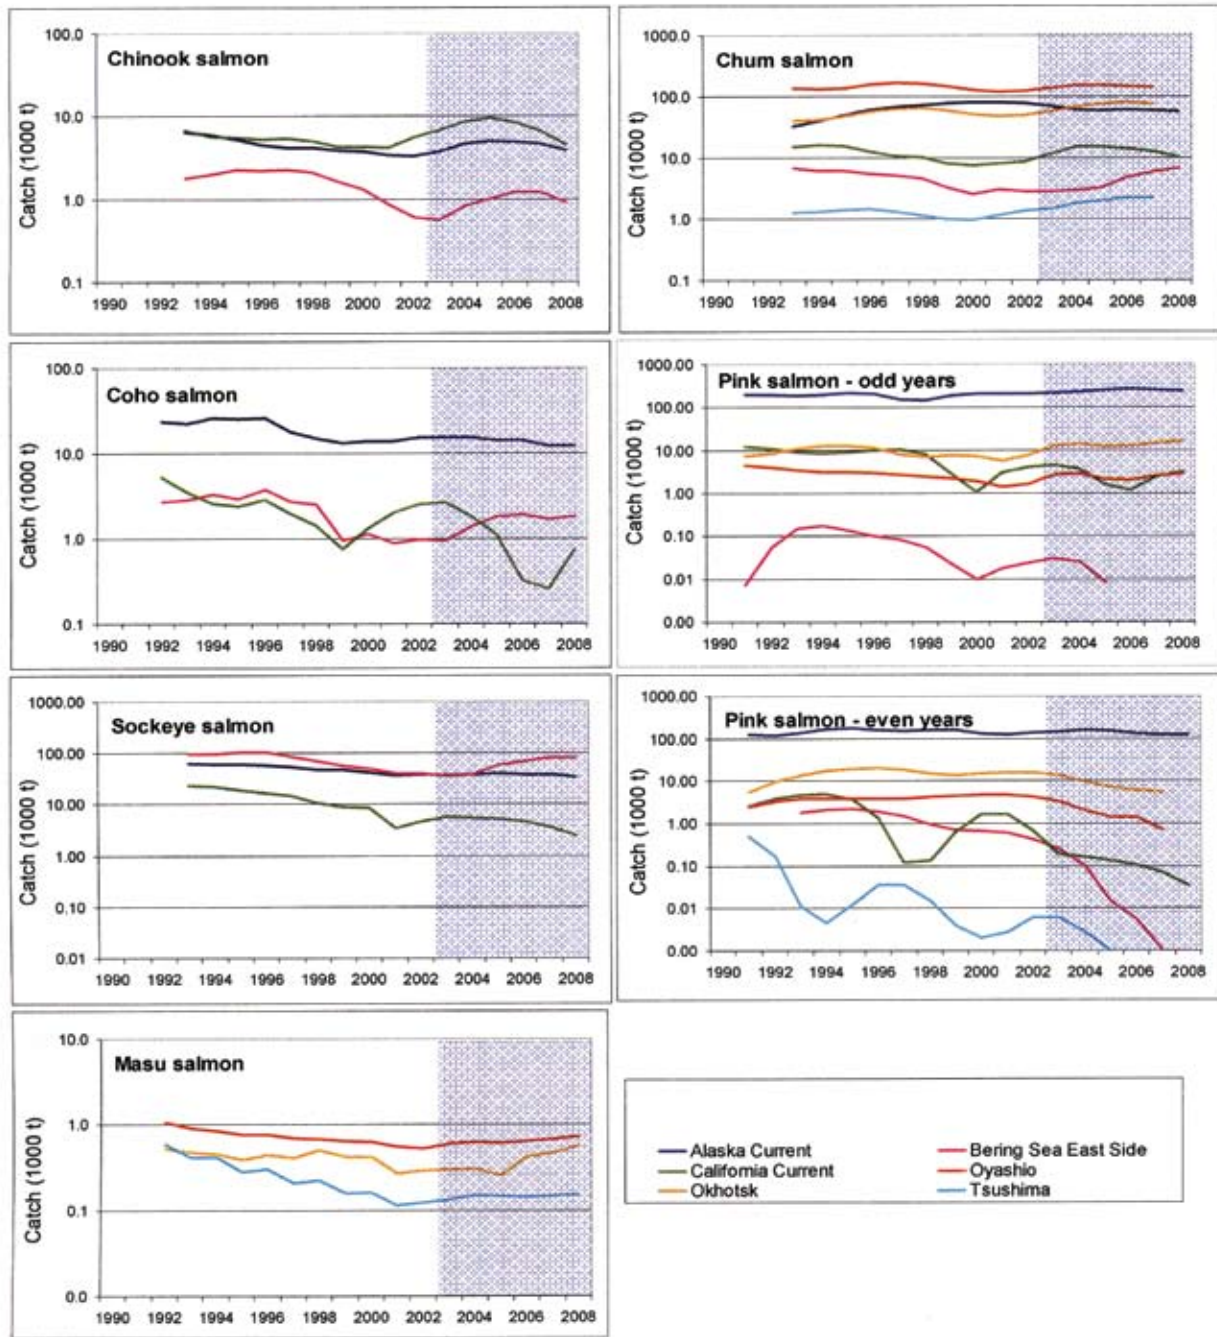 Chinook salmon
Catch (1000 t)
100.0
10.0
1.0
0.1
1990 1992 1994 1996 1998 2000 2002 2004 2006 2008
Chum salmon
Catch (1000 t)
1000.0
100.0
10.0
1.0
0.1
1990 1992 1994 1996 1998 2000 2002 2004 2006 2008
Coho salmon
Catch (1000 t)
100.0
10.0
1.0
0.1
1990 1992 1994 1996 1998 2000 2002 2004 2006 2008
Pink salmon - odd years
1000.00
100.00
10.00
1.00
0.10
0.01
0.00
1990 1992 1994 1996 1998 2000 2002 2004 2006 2008
Sockeye salmon
1000.00
100.00
10.00
1.00
0.10
0.01
1990 1992 1994 1996 1998 2000 2002 2004 2006 2008
Pink salmon - even years
1000.00
100.00
10.00
1.00
0.10
0.01
0.00
1990 1992 1994 1996 1998 2000 2002 2004 2006 2008
Masu salmon
Catch (1000 t)
10.0
1.0
0.1
0.0
1990 1992 1994 1996 1998 2000 2002 2004 2006 2008
Alaska Current
Bering Sea East Side
California Current
Oyashio
Okhotsk
Tsushima